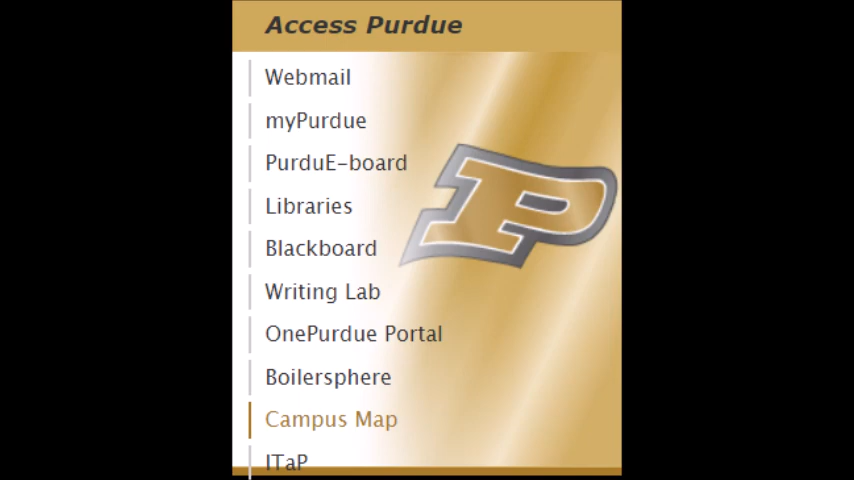 Access Purdue
Webmail
myPurdue
PurduE-board
Libraries
Blackboard
Writing Lab
OnePurdue Portal
Boilersphere
Campus Map
ITaP
P